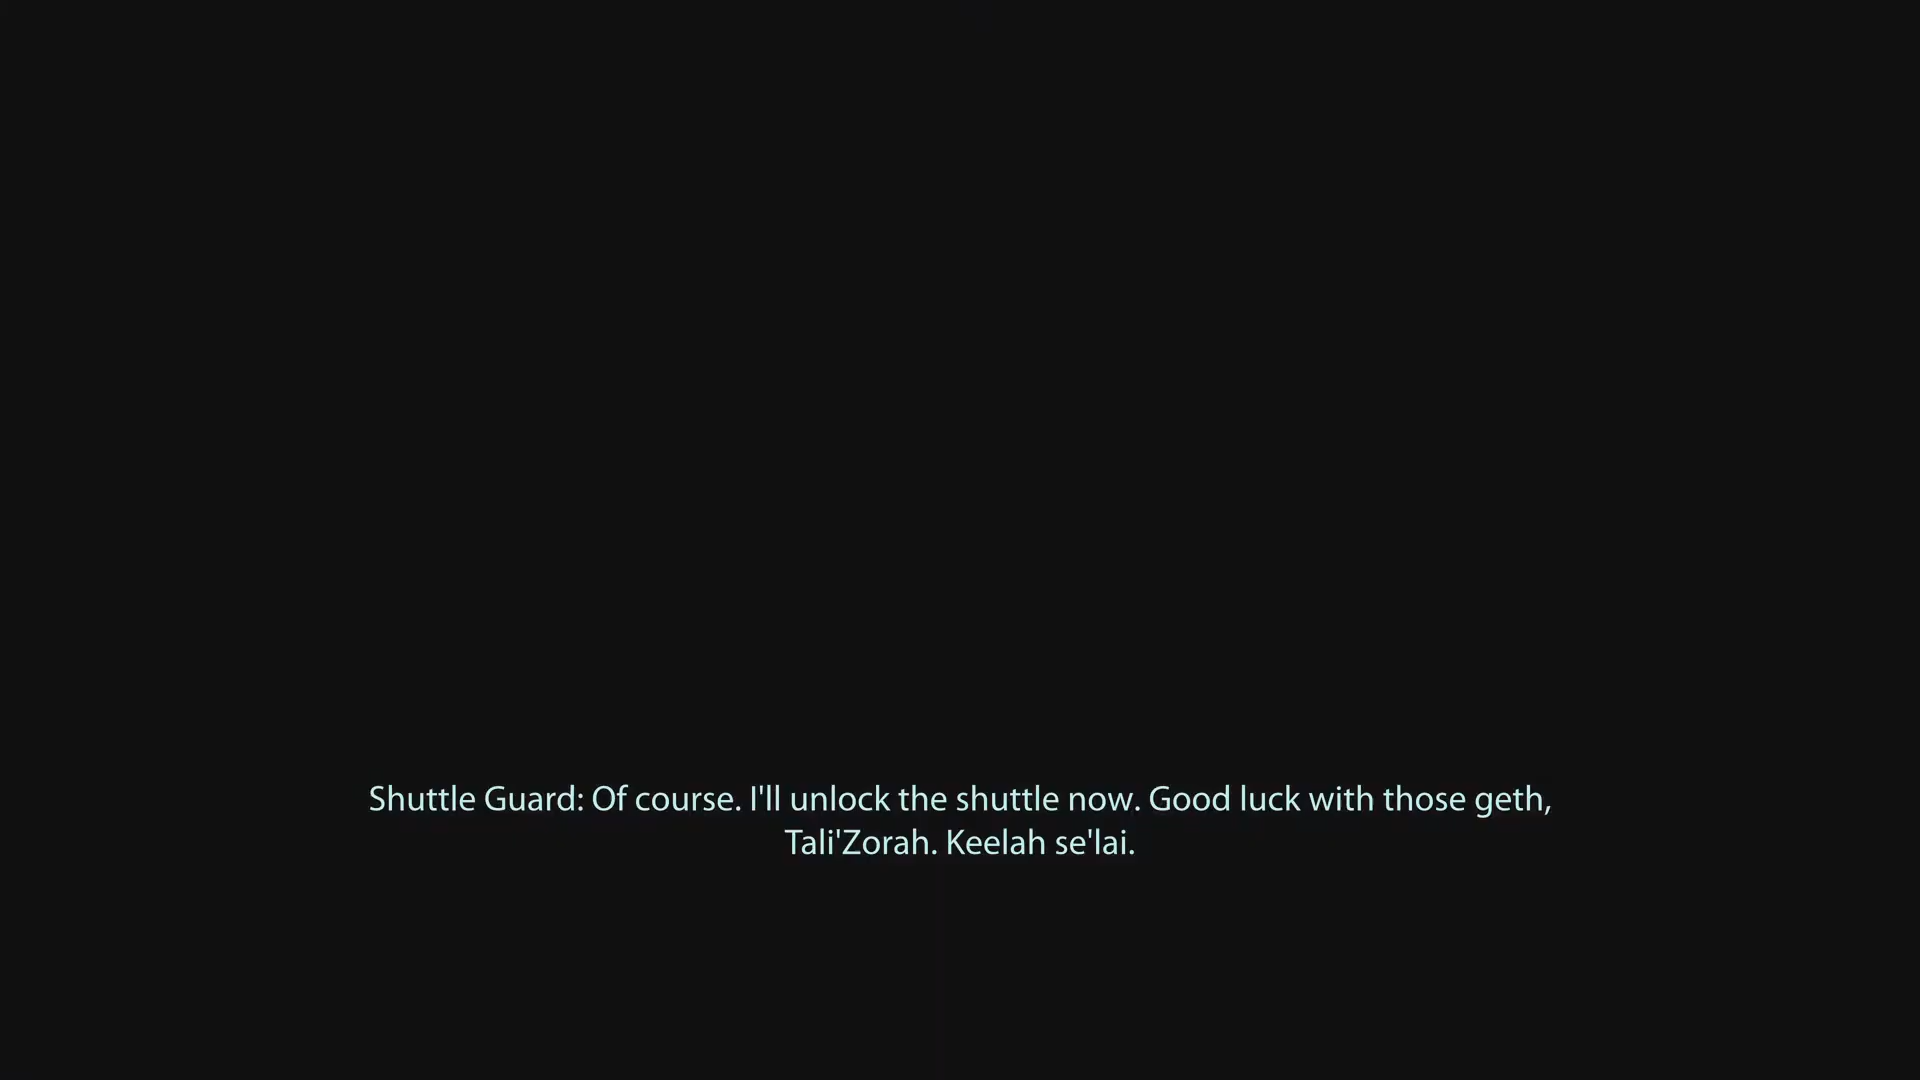 Shuttle Guard: Of course. I'll unlock the shuttle now. Good luck with those geth,
Tali'Zorah. Keelah se'lai.